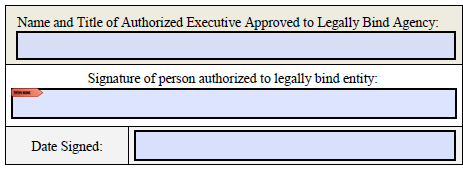 Name and Title of Authorized Executive Approved to Legally Bind Agency:
Signature of person authorized to legally bind entity:
Date Signed: